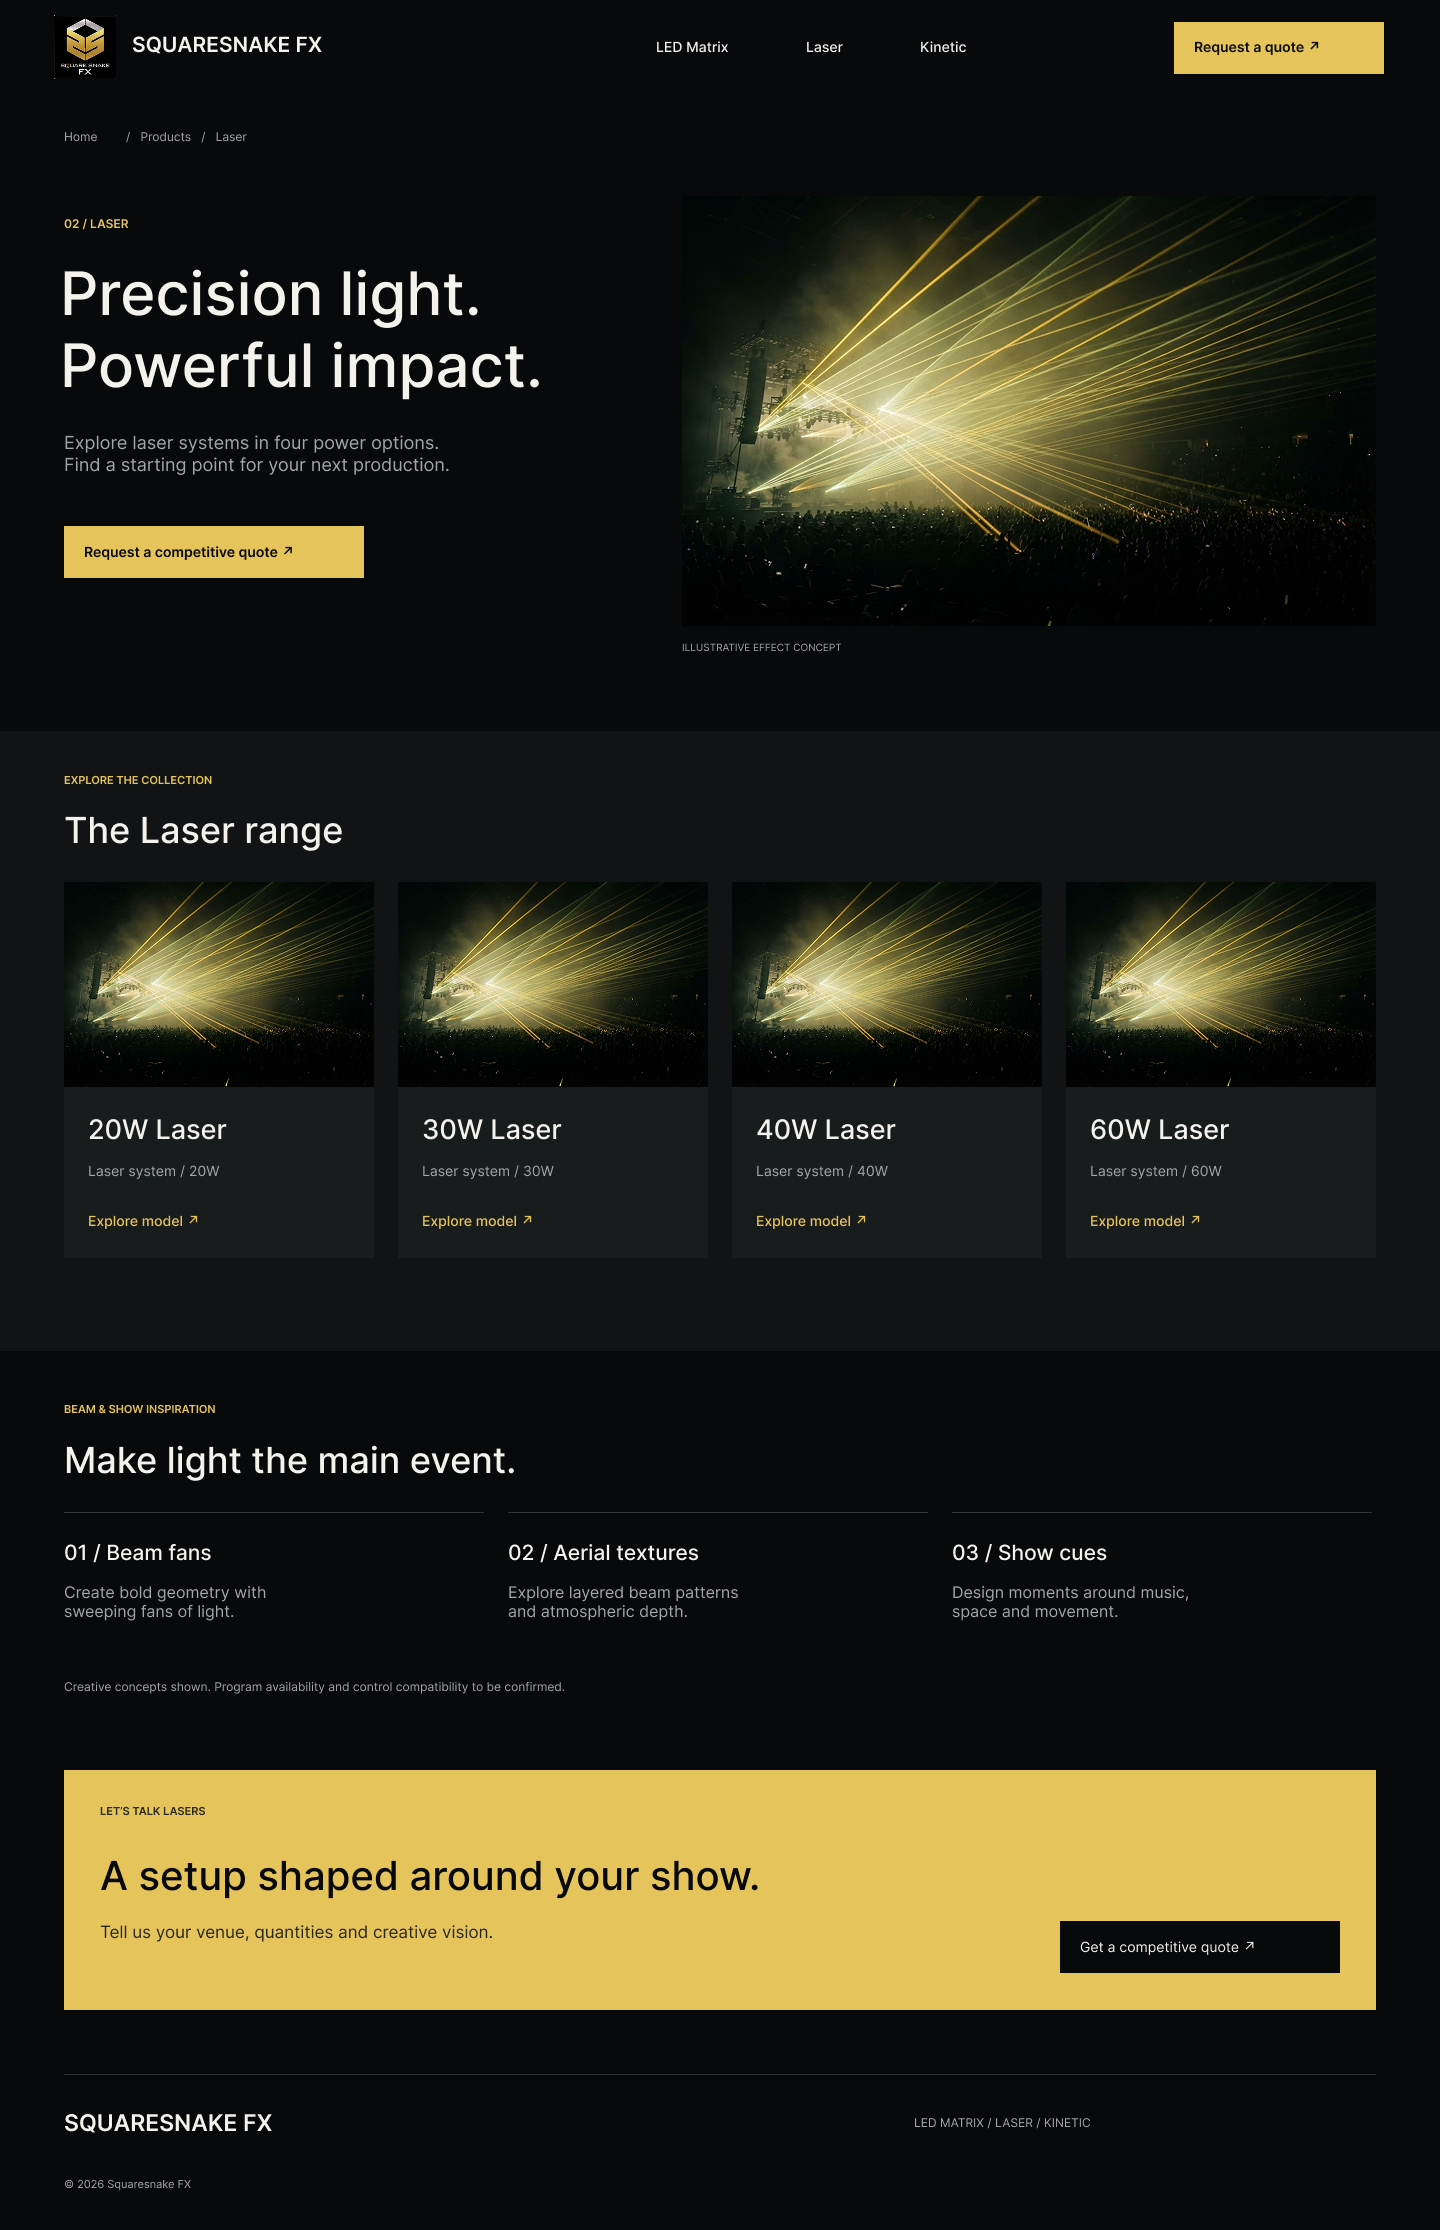 SQUARE SNAKE
FX
SQUARESNAKE FX
LED Matrix
Laser
Kinetic
Request a quote ↗
Home / Products / Laser
02 / LASER
Precision light.
Powerful impact.
Explore laser systems in four power options.
Find a starting point for your next production.
Request a competitive quote ↗
ILLUSTRATIVE EFFECT CONCEPT
EXPLORE THE COLLECTION
The Laser range
20W Laser
Laser system / 20W
Explore model ↗
30W Laser
Laser system / 30W
Explore model ↗
40W Laser
Laser system / 40W
Explore model ↗
60W Laser
Laser system / 60W
Explore model ↗
BEAM & SHOW INSPIRATION
Make light the main event.
01 / Beam fans
Create bold geometry with
sweeping fans of light.
02 / Aerial textures
Explore layered beam patterns
and atmospheric depth.
03 / Show cues
Design moments around music,
space and movement.
Creative concepts shown. Program availability and control compatibility to be confirmed.
LET'S TALK LASERS
A setup shaped around your show.
Tell us your venue, quantities and creative vision.
Get a competitive quote ↗
SQUARESNAKE FX
LED MATRIX / LASER / KINETIC
© 2026 Squaresnake FX